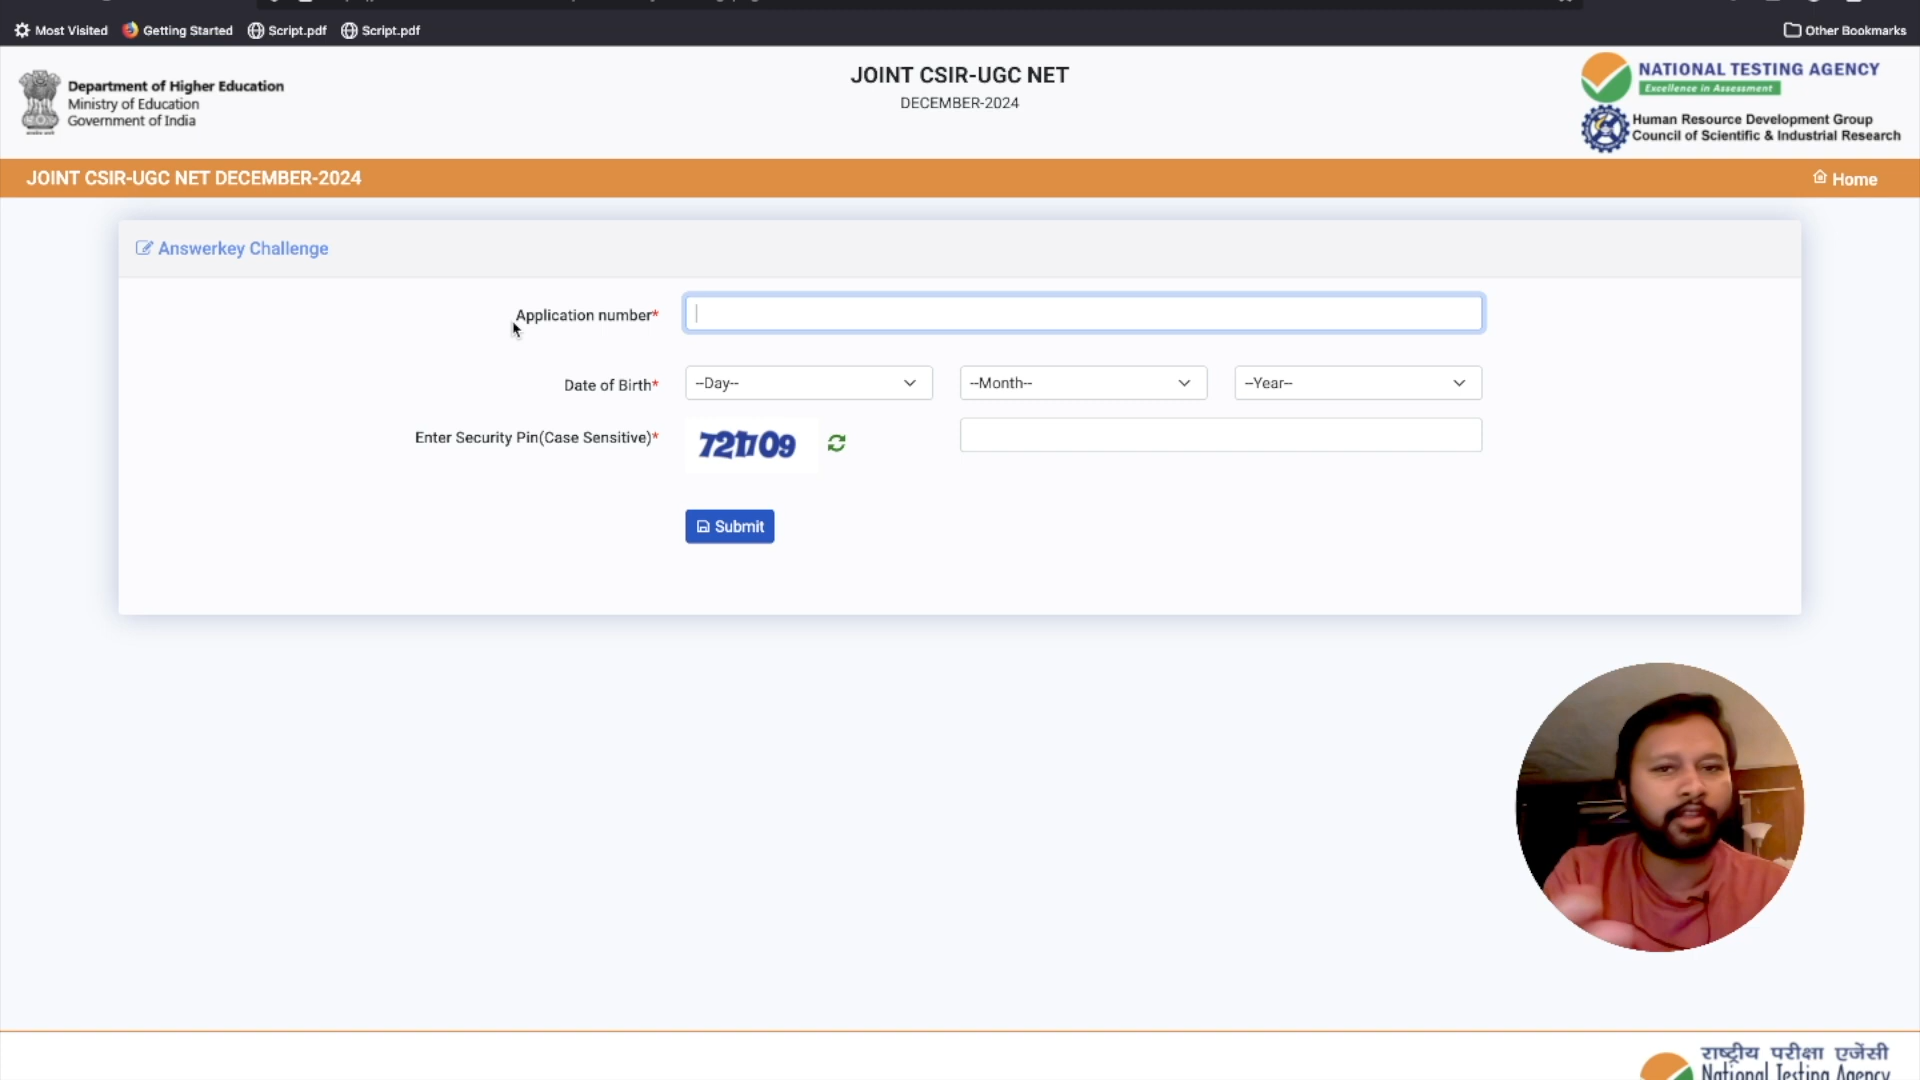 Most Visited
Getting Started
Script.pdf
Script.pdf
Other Bookmarks
Department of Higher Education
Ministry of Education
Government of India
JOINT CSIR-UGC NET
DECEMBER-2024
NATIONAL TESTING AGENCY
Excellence in Assessment
Human Resource Development Group
Council of Scientific & Industrial Research
JOINT CSIR-UGC NET DECEMBER-2024
Home
Answerkey Challenge
Application number*
Date of Birth*
--Day--
--Month--
--Year--
Enter Security Pin(Case Sensitive)*
Submit
राष्ट्रीय परीक्षा एजेंसी
National Testing Agency